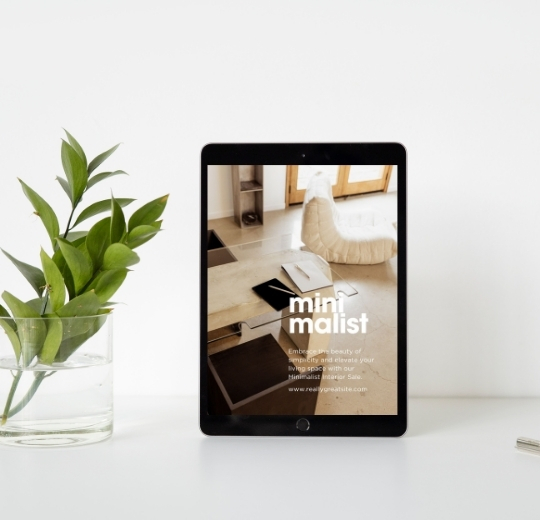 mini
malist
Embrace the beauty of
simplicity and elevate your
living space with our
Minimalist Interior Sale.
www.reallygreatsite.com